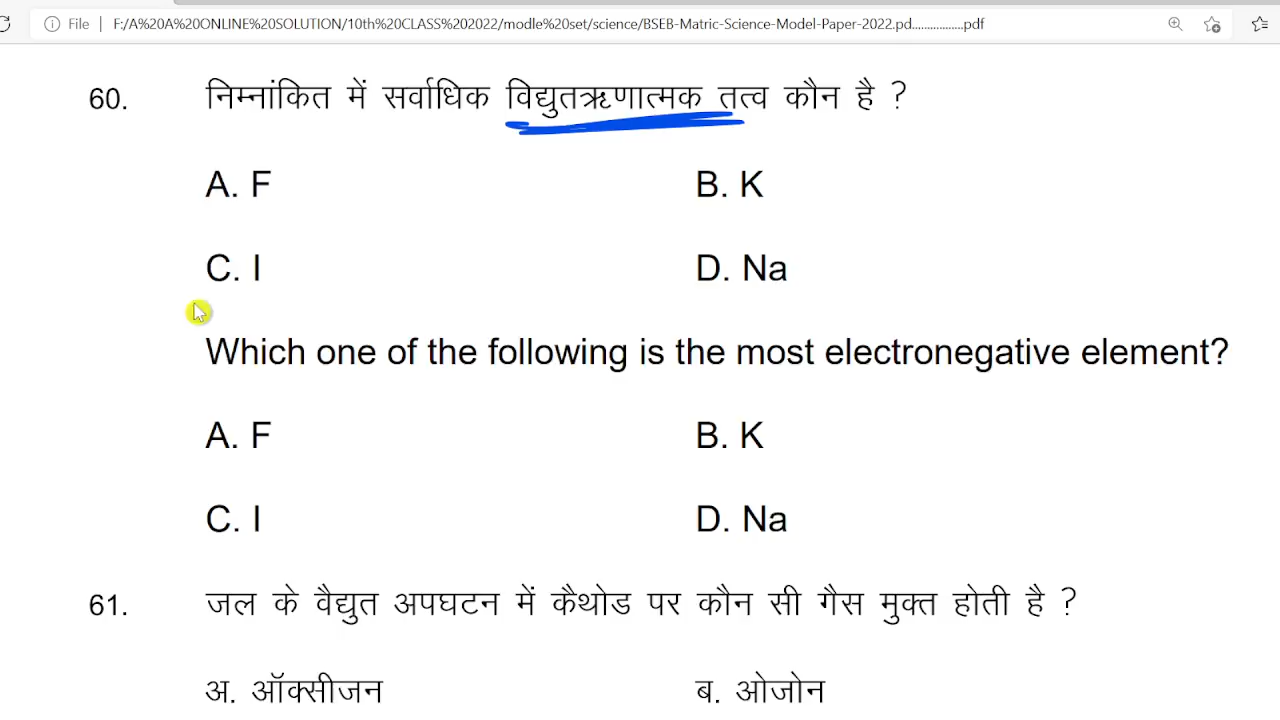 File | F:/A%20A%20ONLINE%20SOLUTION/10th%20CLASS%202022/modle%20set/science/BSEB-Matric-Science-Model-Paper-2022.pd.................pdf
60. निम्नांकित में सर्वाधिक विद्युतऋणात्मक तत्व कौन है ?
A. F B. K
C. I D. Na
Which one of the following is the most electronegative element?
A. F B. K
C. I D. Na
61. जल के वैद्युत अपघटन में कैथोड पर कौन सी गैस मुक्त होती है ?
अ. ऑक्सीजन ब. ओजोन